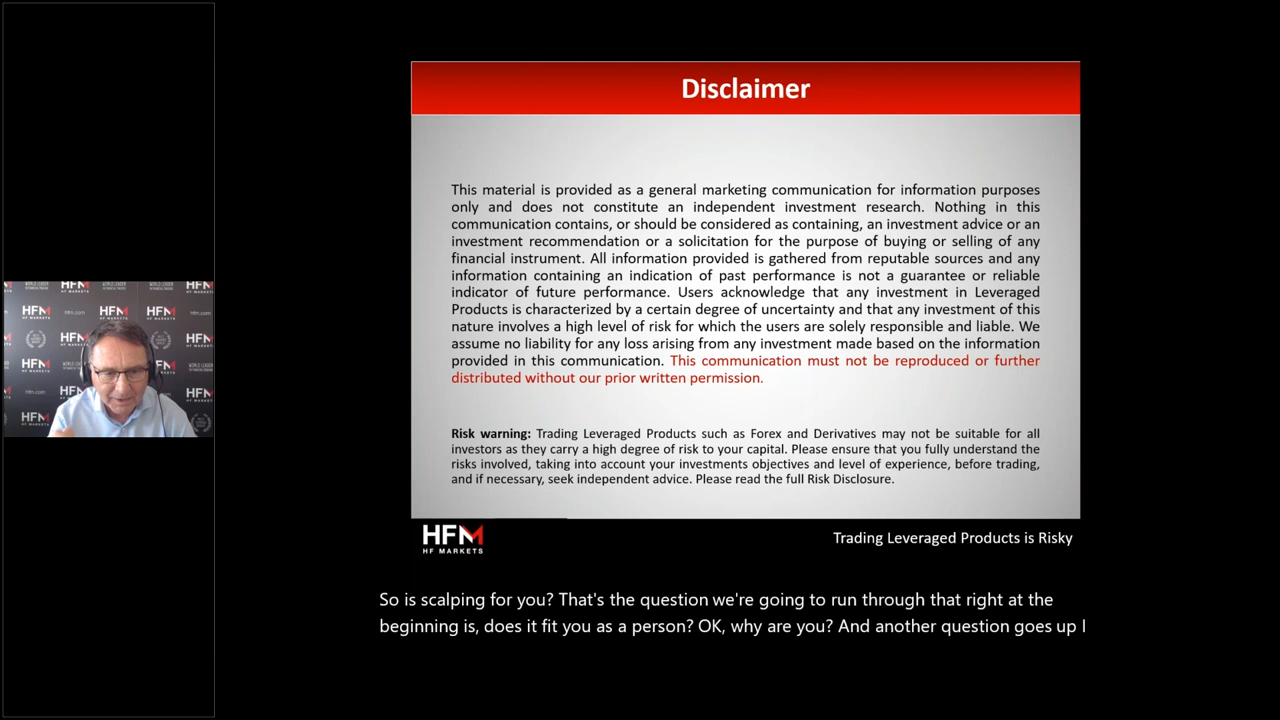 Disclaimer
This material is provided as a general marketing communication for information purposes
only and does not constitute an independent investment research. Nothing in this
communication contains, or should be considered as containing, an investment advice or an
investment recommendation or a solicitation for the purpose of buying or selling of any
financial instrument. All information provided is gathered from reputable sources and any
information containing an indication of past performance is not a guarantee or reliable
indicator of future performance. Users acknowledge that any investment in Leveraged
Products is characterized by a certain degree of uncertainty and that any investment of this
nature involves a high level of risk for which the users are solely responsible and liable. We
assume no liability for any loss arising from any investment made based on the information
provided in this communication. This communication must not be reproduced or further
distributed without our prior written permission.
Risk warning: Trading Leveraged Products such as Forex and Derivatives may not be suitable for all
investors as they carry a high degree of risk to your capital. Please ensure that you fully understand the
risks involved, taking into account your investments objectives and level of experience, before trading,
and if necessary, seek independent advice. Please read the full Risk Disclosure.
HFM
HF MARKETS
Trading Leveraged Products is Risky
So is scalping for you? That's the question we're going to run through that right at the
beginning is, does it fit you as a person? OK, why are you? And another question goes up I
HFM
HFM
hfm.com
HFM
HFM
HFM
HFM
HFM
HFM